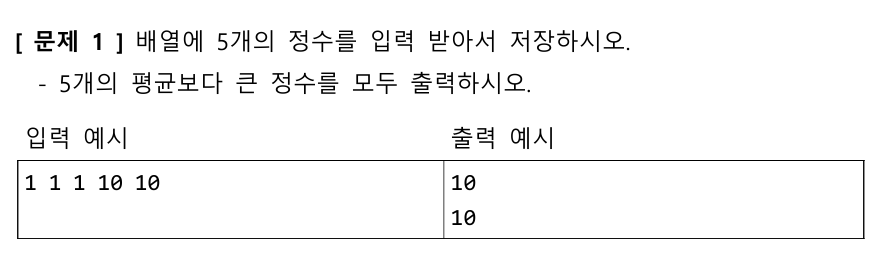 [ 문제 1 ] 배열에 5개의 정수를 입력 받아서 저장하시오.
- 5개의 평균보다 큰 정수를 모두 출력하시오.
입력 예시 출력 예시
1 1 1 10 10 10
10